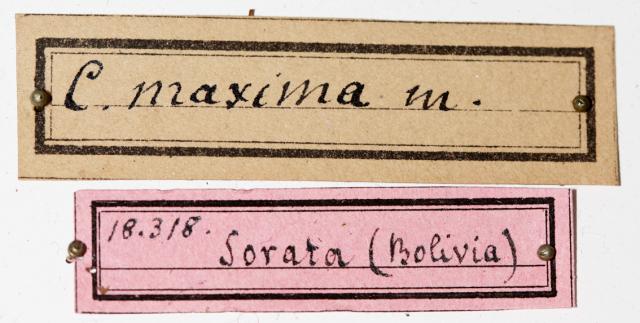 C. maxima m.
18.318.
Sorata (Bolivia)